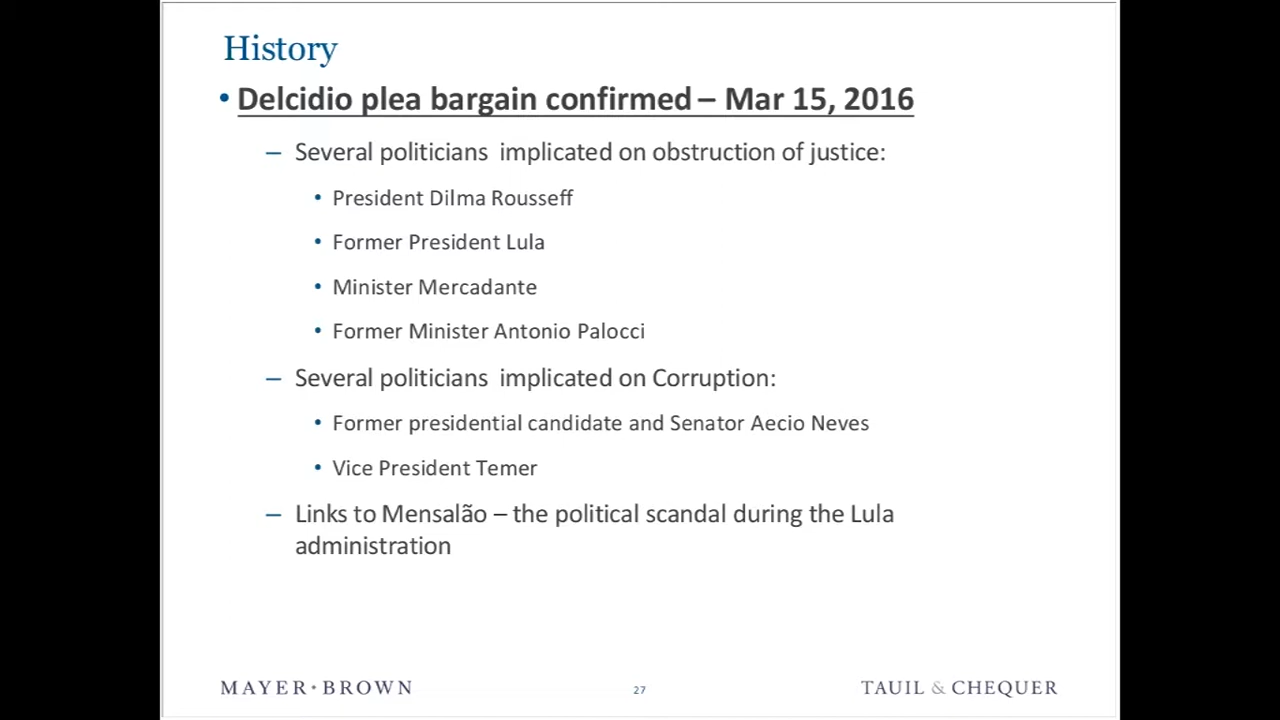 History
• Delcidio plea bargain confirmed – Mar 15, 2016
– Several politicians implicated on obstruction of justice:
• President Dilma Rousseff
• Former President Lula
• Minister Mercadante
• Former Minister Antonio Palocci
– Several politicians implicated on Corruption:
• Former presidential candidate and Senator Aecio Neves
• Vice President Temer
– Links to Mensalão – the political scandal during the Lula
administration
MAYER • BROWN
27
TAUIL & CHEQUER